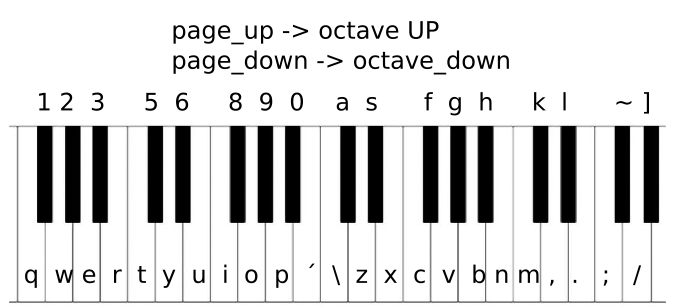 page_up -> octave UP
page_down -> octave_down
1 2 3 5 6 8 9 0 a s f g h k l ~ ]
q w e r t y u i o p ´ \ z x c v b n m , . ; /